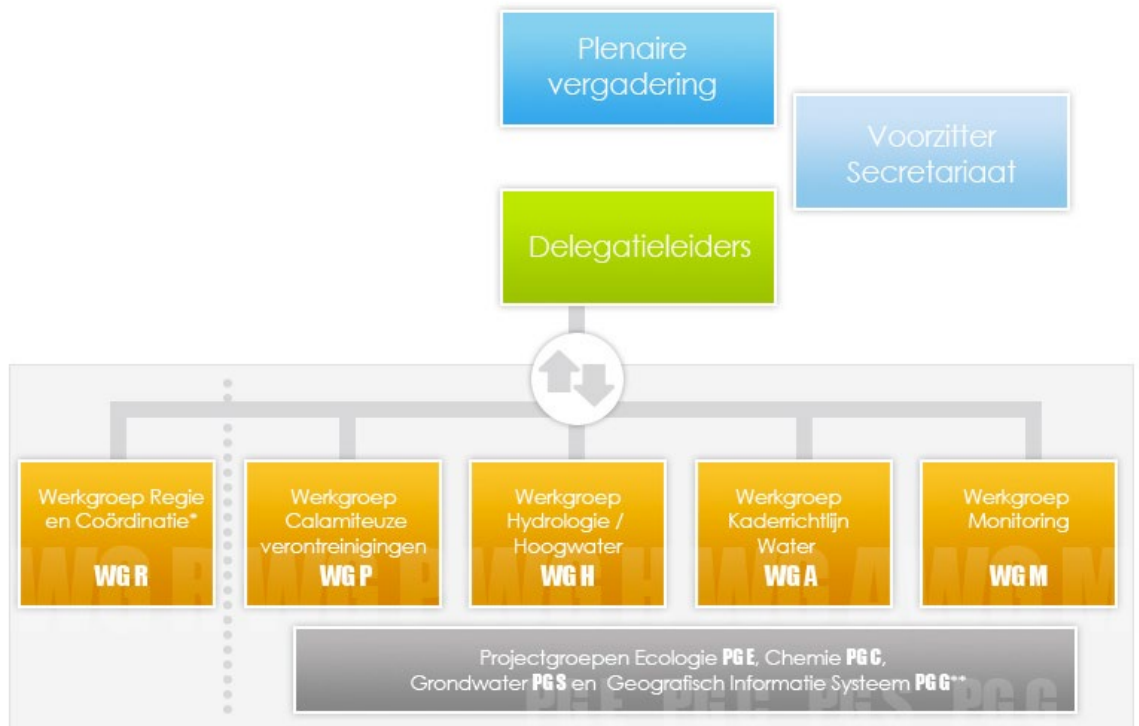 Plenaire
vergadering
Voorzitter
Secretariaat
Delegatieleiders
Werkgroep Regie
en Coördinatie*
WG R
Werkgroep
Calamiteuze
verontreinigingen
WG P
Werkgroep
Hydrologie /
Hoogwater
WG H
Werkgroep
Kaderrichtlijn
Water
WG A
Werkgroep
Monitoring
WG M
Projectgroepen Ecologie PG E, Chemie PG C,
Grondwater PG S en Geografisch Informatie Systeem PG G**